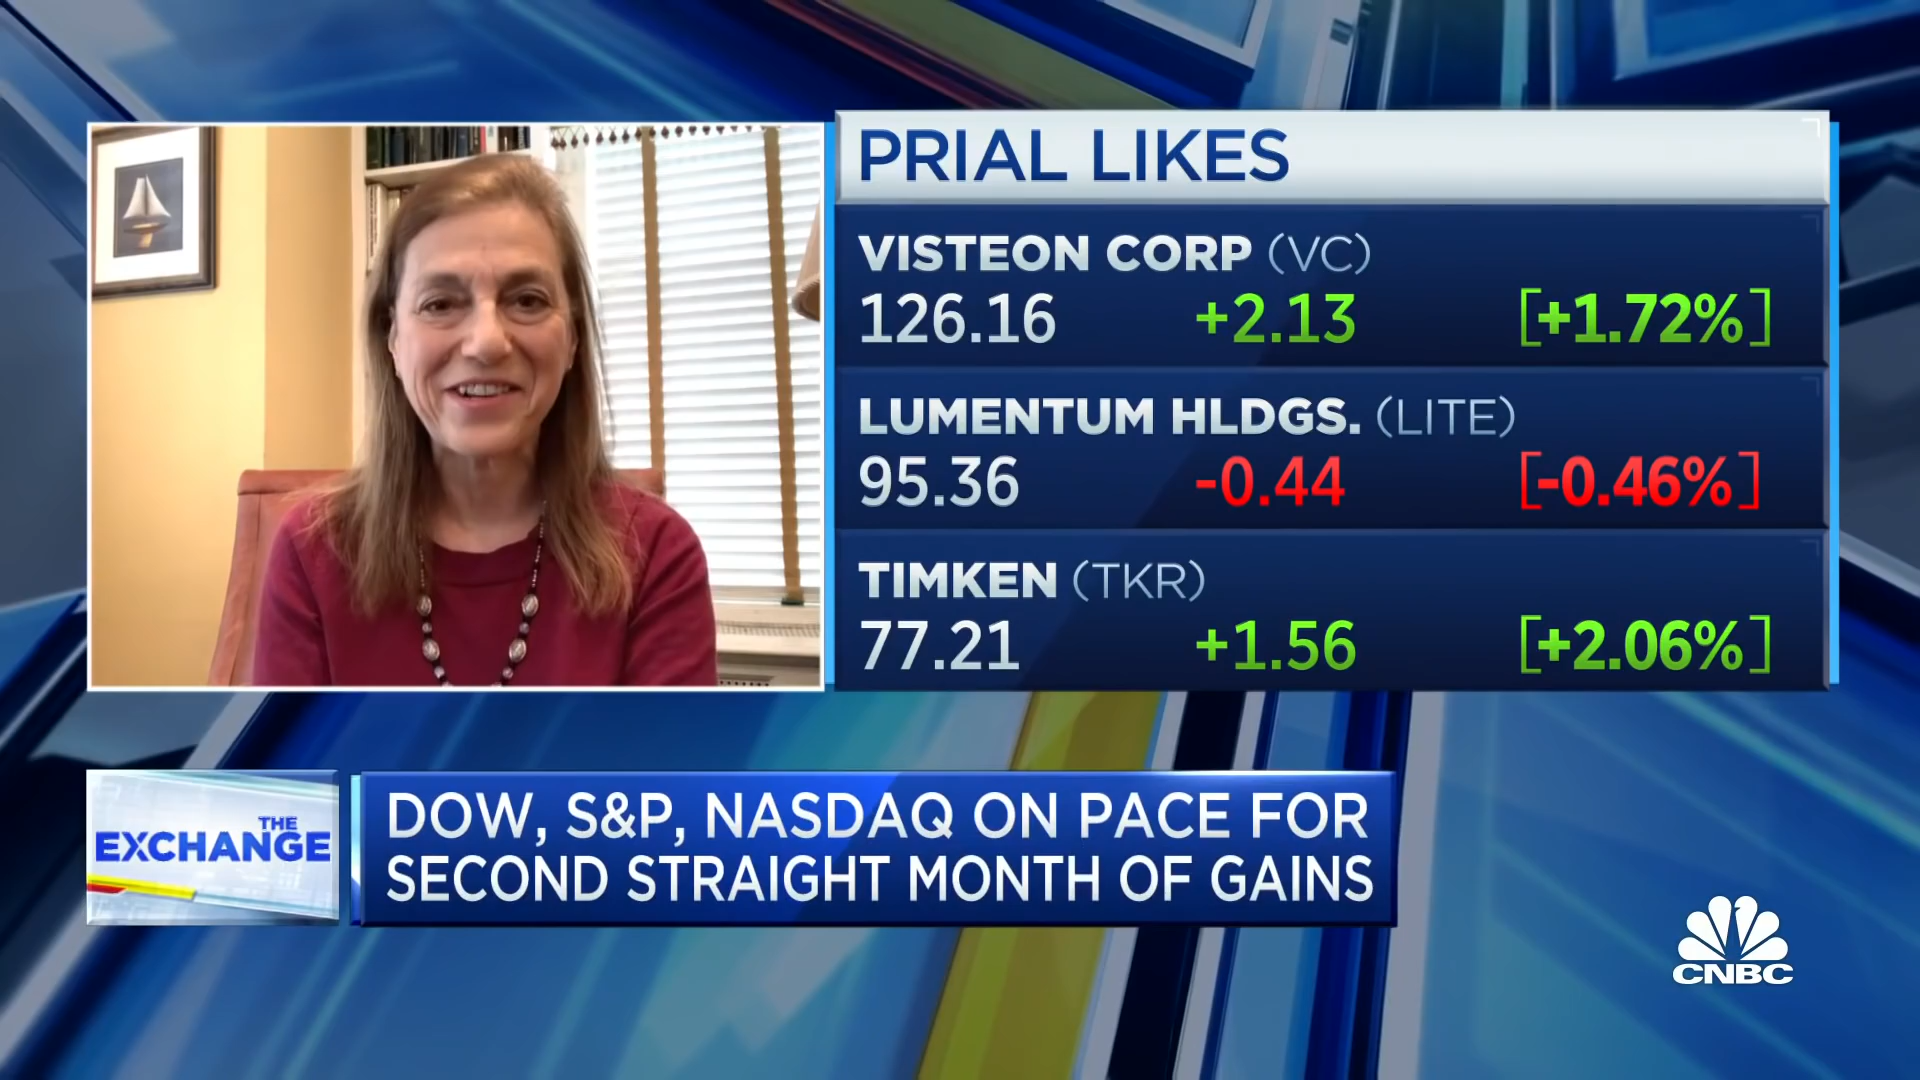 PRIAL LIKES
VISTEON CORP (VC)
126.16 +2.13 [+1.72%]
LUMENTUM HLDGS. (LITE)
95.36 -0.44 [-0.46%]
TIMKEN (TKR)
77.21 +1.56 [+2.06%]
THE
EXCHANGE
DOW, S&P, NASDAQ ON PACE FOR
SECOND STRAIGHT MONTH OF GAINS
CNBC